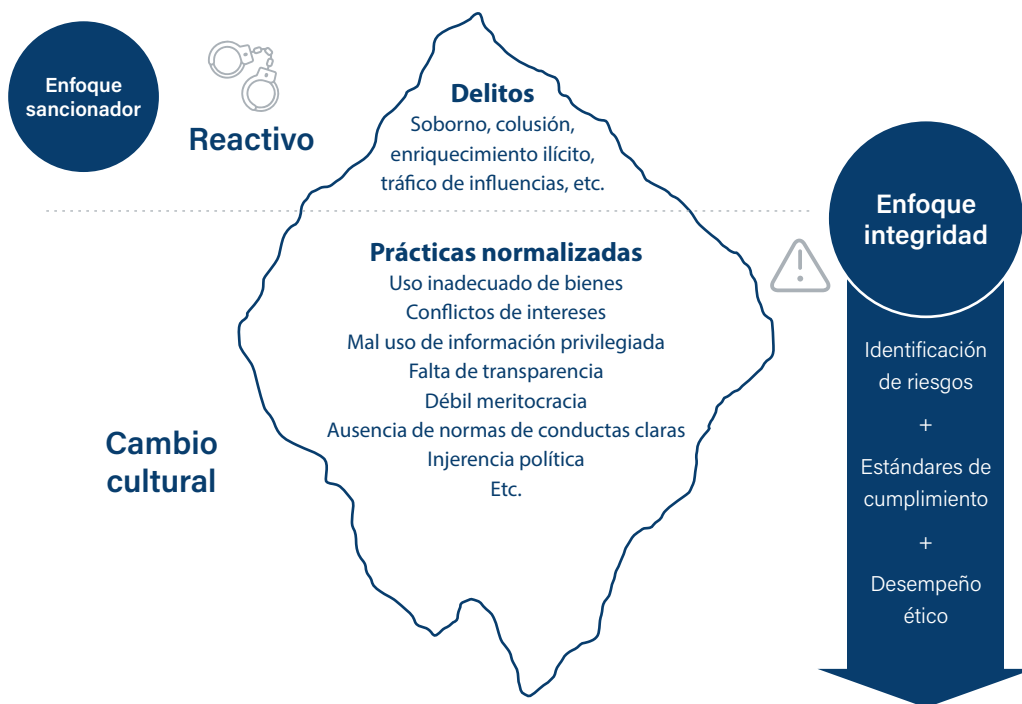 Enfoque
sancionador
Reactivo
Delitos
Soborno, colusión,
enriquecimiento ilícito,
tráfico de influencias, etc.
Enfoque
integridad
Prácticas normalizadas
Uso inadecuado de bienes
Conflictos de intereses
Mal uso de información privilegiada
Falta de transparencia
Débil meritocracia
Ausencia de normas de conductas claras
Injerencia política
Etc.
Cambio
cultural
Identificación
de riesgos
+
Estándares de
cumplimiento
+
Desempeño
ético